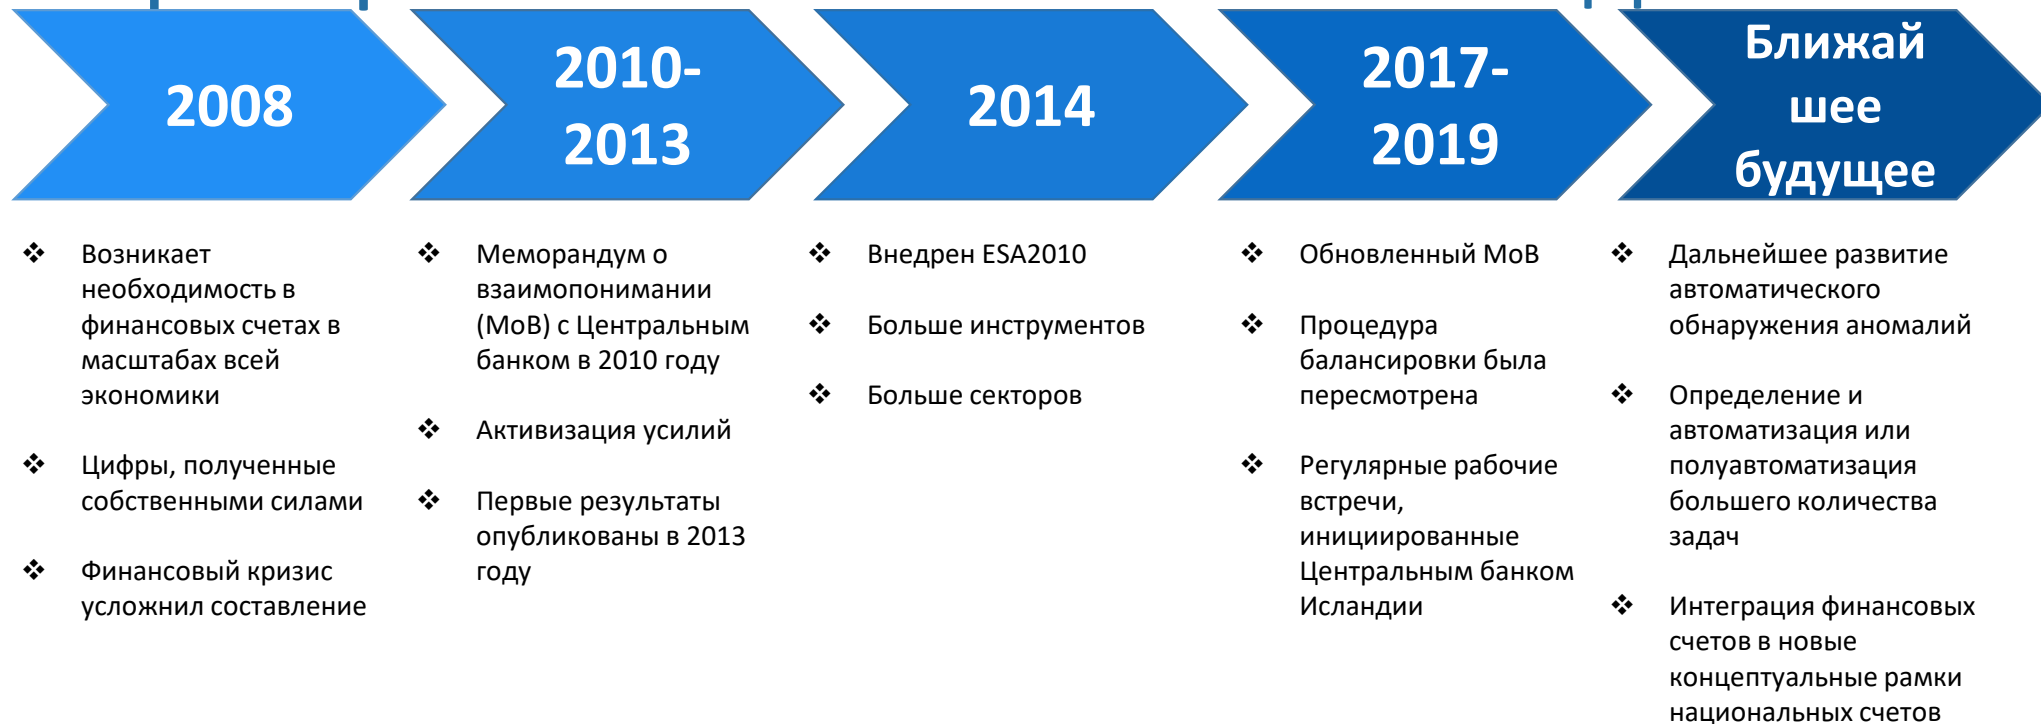 2008
2010-
2013
2014
2017-
2019
Ближай
шее
будущее
❖ Возникает
необходимость в
финансовых счетах в
масштабах всей
экономики
❖ Цифры, полученные
собственными силами
❖ Финансовый кризис
усложнил составление
❖ Меморандум о
взаимопонимании
(МоВ) с Центральным
банком в 2010 году
❖ Активизация усилий
❖ Первые результаты
опубликованы в 2013
году
❖ Внедрен ESA2010
❖ Больше инструментов
❖ Больше секторов
❖ Обновленный МоВ
❖ Процедура
балансировки была
пересмотрена
❖ Регулярные рабочие
встречи,
инициированные
Центральным банком
Исландии
❖ Дальнейшее развитие
автоматического
обнаружения аномалий
❖ Определение и
автоматизация или
полуавтоматизация
большего количества
задач
❖ Интеграция финансовых
счетов в новые
концептуальные рамки
национальных счетов